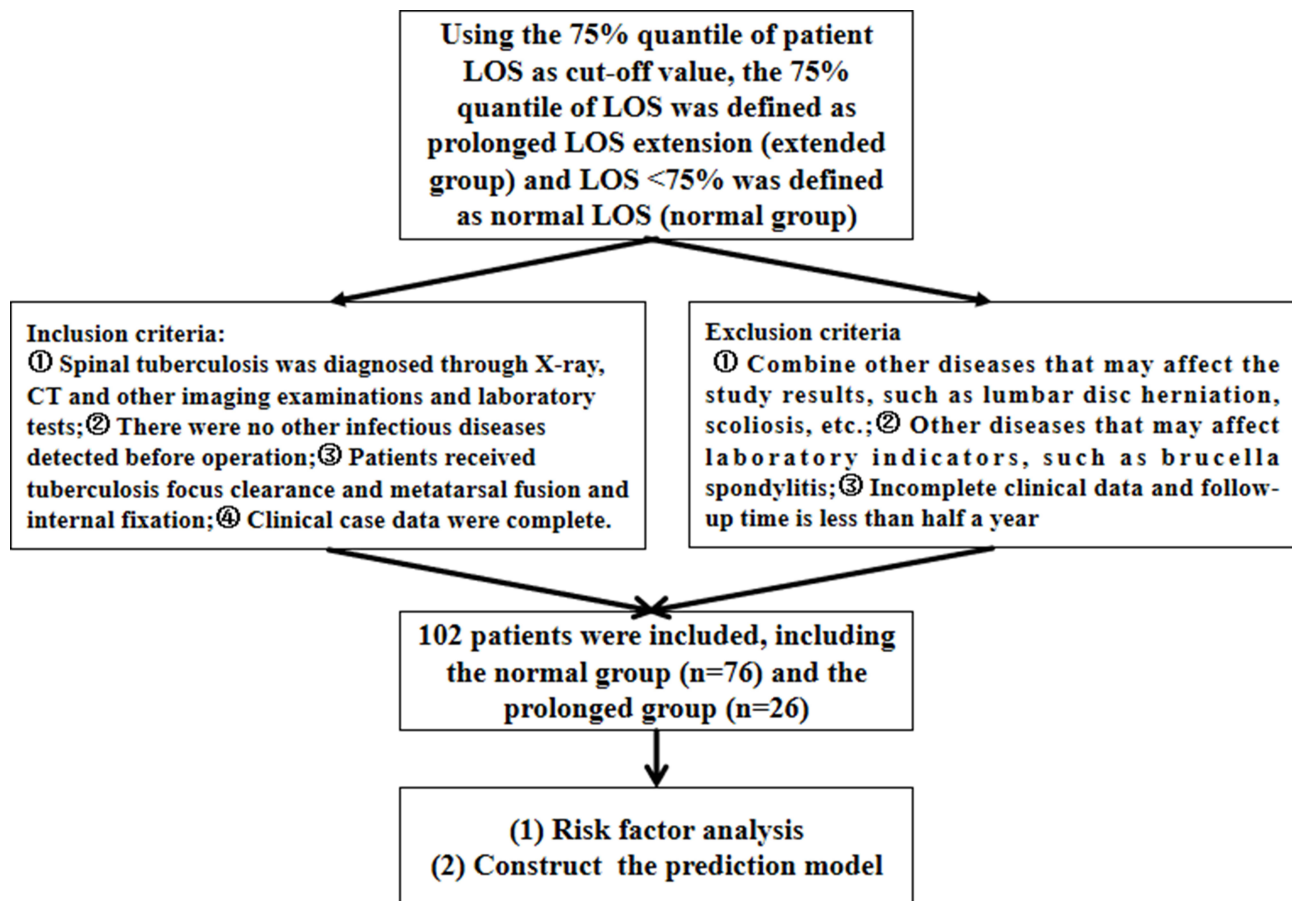 Using the 75% quantile of patient
LOS as cut-off value, the 75%
quantile of LOS was defined as
prolonged LOS extension (extended
group) and LOS <75% was defined
as normal LOS (normal group)
Inclusion criteria:
① Spinal tuberculosis was diagnosed through X-ray,
CT and other imaging examinations and laboratory
tests;② There were no other infectious diseases
detected before operation;③ Patients received
tuberculosis focus clearance and metatarsal fusion and
internal fixation;④ Clinical case data were complete.
Exclusion criteria
① Combine other diseases that may affect the
study results, such as lumbar disc herniation,
scoliosis, etc.;② Other diseases that may affect
laboratory indicators, such as brucella
spondylitis;③ Incomplete clinical data and follow-
up time is less than half a year
102 patients were included, including
the normal group (n=76) and the
prolonged group (n=26)
(1) Risk factor analysis
(2) Construct the prediction model